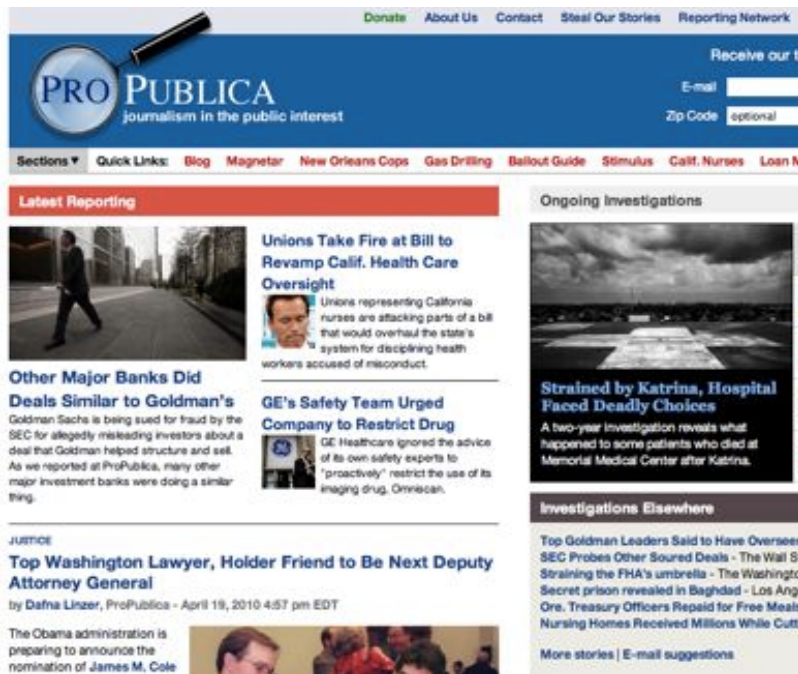 Donate About Us Contact Steal Our Stories Reporting Network
PRO PUBLICA
journalism in the public interest
Receive our t
E-mail
Zip Code optional
Sections ▼ Quick Links: Blog Magnetar New Orleans Cops Gas Drilling Bailout Guide Stimulus Calif. Nurses Loan M
Latest Reporting
Other Major Banks Did
Deals Similar to Goldman's
Goldman Sachs is being sued for fraud by the
SEC for allegedly misleading investors about a
deal that Goldman helped structure and sell.
As we reported at ProPublica, many other
major investment banks were doing a similar
thing.
Unions Take Fire at Bill to
Revamp Calif. Health Care
Oversight
Unions representing California
nurses are attacking parts of a bill
that would overhaul the state's
system for disciplining health
workers accused of misconduct.
GE's Safety Team Urged
Company to Restrict Drug
GE Healthcare ignored the advice
of its own safety experts to
"proactively" restrict the use of its
imaging drug, Omniscan.
JUSTICE
Top Washington Lawyer, Holder Friend to Be Next Deputy
Attorney General
by Dafna Linzer, ProPublica - April 19, 2010 4:57 pm EDT
The Obama administration is
preparing to announce the
nomination of James M. Cole
Ongoing Investigations
Strained by Katrina, Hospital
Faced Deadly Choices
A two-year investigation reveals what
happened to some patients who died at
Memorial Medical Center after Katrina.
Investigations Elsewhere
Top Goldman Leaders Said to Have Oversee
SEC Probes Other Soured Deals - The Wall S
Straining the FHA's umbrella - The Washingto
Secret prison revealed in Baghdad - Los Ang
Ore. Treasury Officers Repaid for Free Meals
Nursing Homes Received Millions While Cutt
More stories | E-mail suggestions